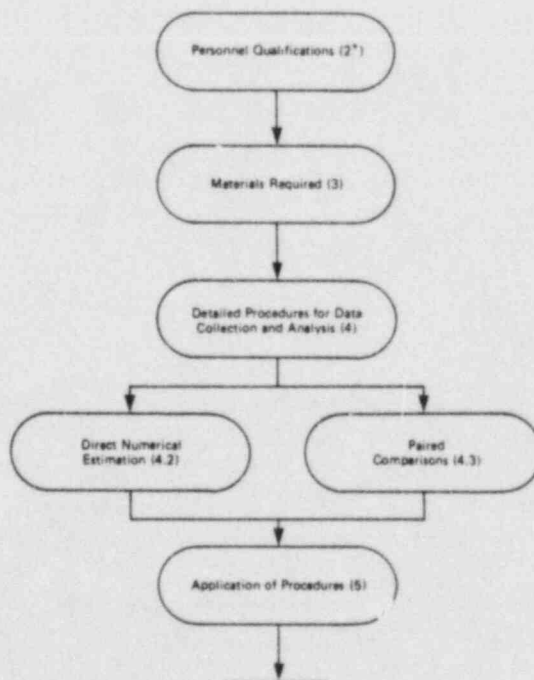 Personnel Qualifications (2*)
Materials Required (3)
Detailed Procedures for Data
Collection and Analysis (4)
Direct Numerical
Estimation (4.2)
Paired
Comparisons (4.3)
Application of Procedures (5)